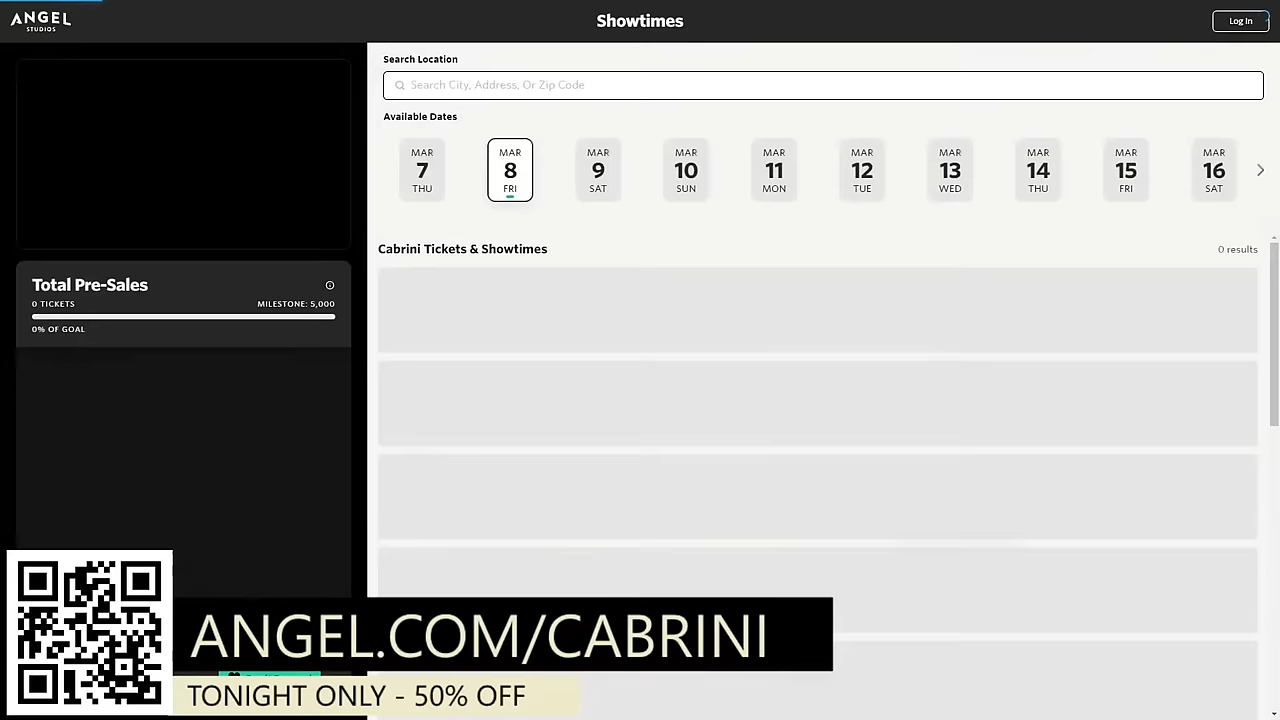 ANGEL
STUDIOS
Showtimes
Log In
Search Location
Search City, Address, Or Zip Code
Available Dates
MAR
7
THU
MAR
8
FRI
MAR
9
SAT
MAR
10
SUN
MAR
11
MON
MAR
12
TUE
MAR
13
WED
MAR
14
THU
MAR
15
FRI
MAR
16
SAT
Cabrini Tickets & Showtimes
0 results
Total Pre-Sales
0 TICKETS
MILESTONE: 5,000
0% OF GOAL
ANGEL.COM/CABRINI
TONIGHT ONLY - 50% OFF